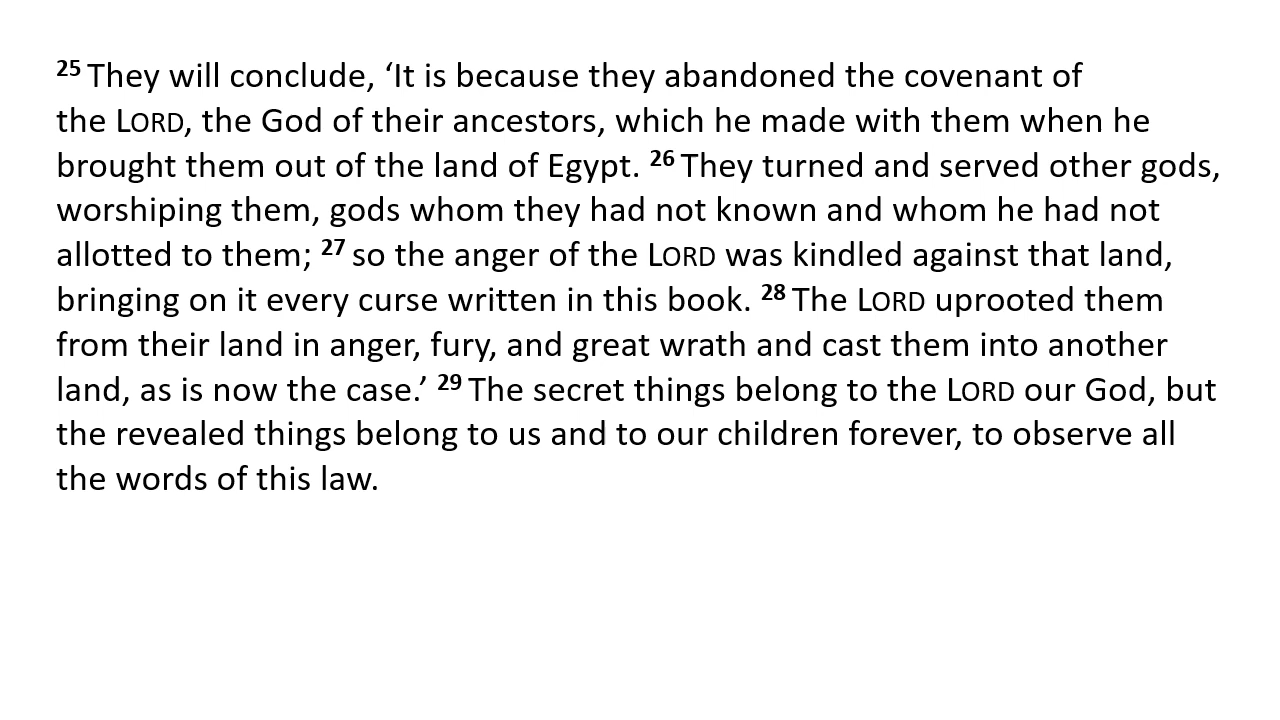 25 They will conclude, ‘It is because they abandoned the covenant of
the LORD, the God of their ancestors, which he made with them when he
brought them out of the land of Egypt. 26 They turned and served other gods,
worshiping them, gods whom they had not known and whom he had not
allotted to them; 27 so the anger of the LORD was kindled against that land,
bringing on it every curse written in this book. 28 The LORD uprooted them
from their land in anger, fury, and great wrath and cast them into another
land, as is now the case.’ 29 The secret things belong to the LORD our God, but
the revealed things belong to us and to our children forever, to observe all
the words of this law.